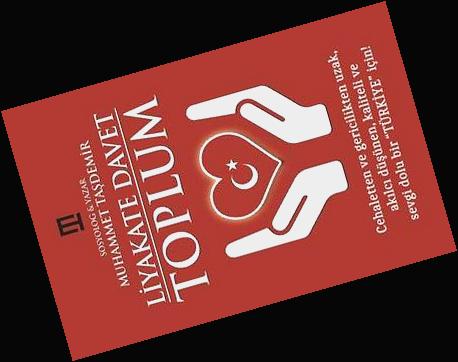 SOSYOLOG & YAZAR
MUHAMMET TAŞDEMİR
LİYAKATE DAVET
TOPLUM
Cehaletten ve gericilikten uzak,
akılcı düşünen, kaliteli ve
sevgi dolu bir "TÜRKİYE" için!